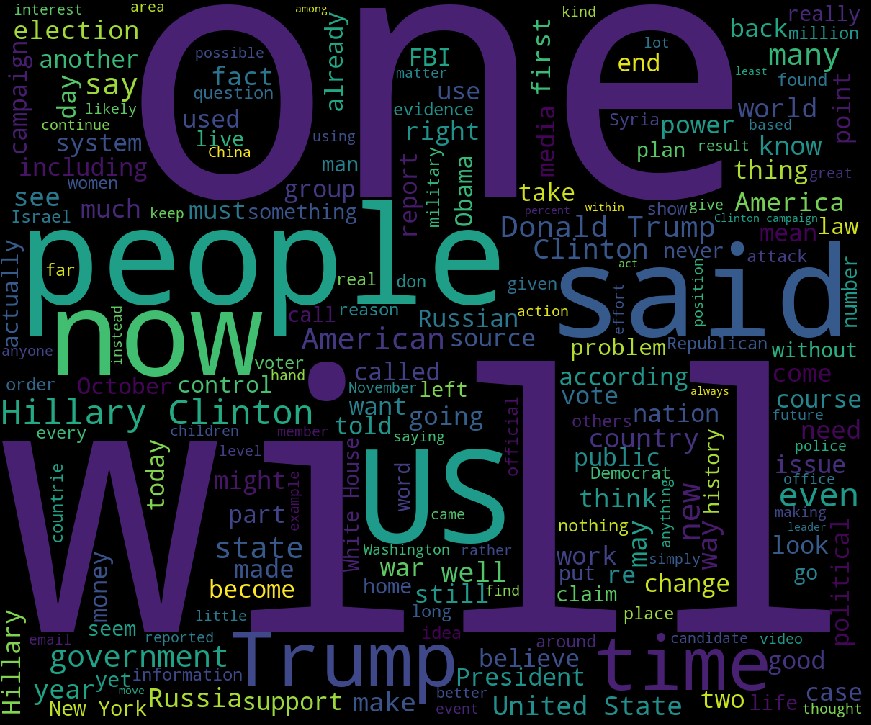 interest
area
among
kind
really
election
one
back
million
campaign
another
possible
already
FBI
first
lot
many
day
say
fact
matter
end
least
found
question
use
likely
used
evidence
media
Syria
world
point
continue
live
right
power
based
system
China
using
plan
result
know
including
man
report
military
Obama
thing
great
women
group
take
see
much
keep
must
something
percent
within
show
give
America
Israel
Donald Trump
Clinton campaign
mean
law
actually
people
Clinton
never
attack
number
far
real
don
given
act
position
said
now
instead
call
reason
Russian
action
effort
anyone
American
source
problem
Republican
without
voter
order
October
control
hand
called
according
come
November
left
always
Hillary Clinton
want
going
vote
others
nation
course
future
every
children
member
told
saying
official
country
need
will
level
us
public
history
police
today
might
White House
word
Democrat
issue
countrie
example
think
anything
new
office
part
came
nothing
may
way
even
making
state
Washington
rather
work
simply
leader
look
money
made
war
well
put
re
go
political
become
home
still
find
claim
change
Hillary
little
long
place
email
seem
reported
idea
around
candidate
video
government
Trump
believe
time
good
yet
information
President
year
move
Russia
support
make
better
event
United State
two
life
case
New York
thought